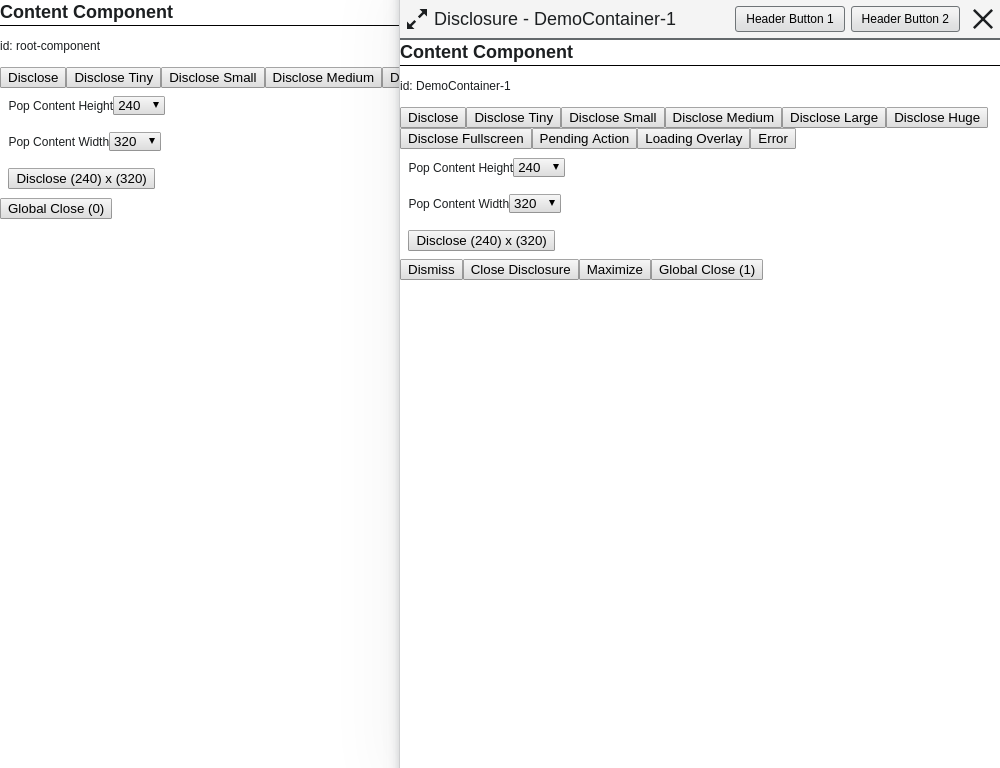 Content Component
id: root-component
Disclose Disclose Tiny Disclose Small Disclose Medium D
Pop Content Height 240
Pop Content Width 320
Disclose (240) x (320)
Global Close (0)
Disclosure - DemoContainer-1 Header Button 1 Header Button 2
Content Component
id: DemoContainer-1
Disclose Disclose Tiny Disclose Small Disclose Medium Disclose Large Disclose Huge
Disclose Fullscreen Pending Action Loading Overlay Error
Pop Content Height 240
Pop Content Width 320
Disclose (240) x (320)
Dismiss Close Disclosure Maximize Global Close (1)